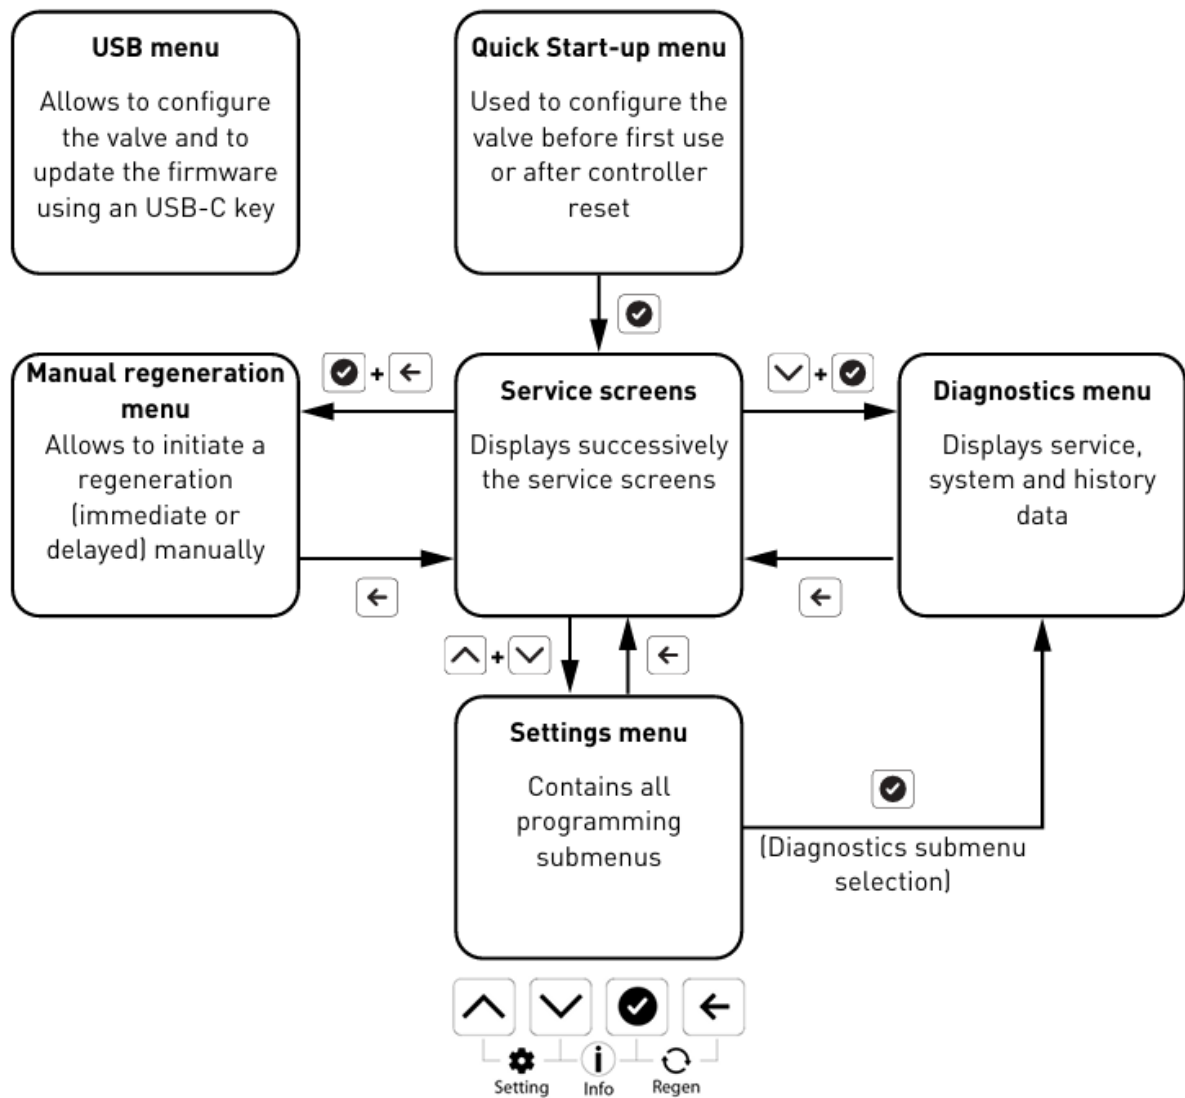 USB menu
Allows to configure
the valve and to
update the firmware
using an USB-C key
Quick Start-up menu
Used to configure the
valve before first use
or after controller
reset
Manual regeneration
menu
Allows to initiate a
regeneration
(immediate or
delayed) manually
+
Service screens
Displays successively
the service screens
+
Diagnostics menu
Displays service,
system and history
data
+
Settings menu
Contains all
programming
submenus
(Diagnostics submenu
selection)
i
Setting
Info
Regen